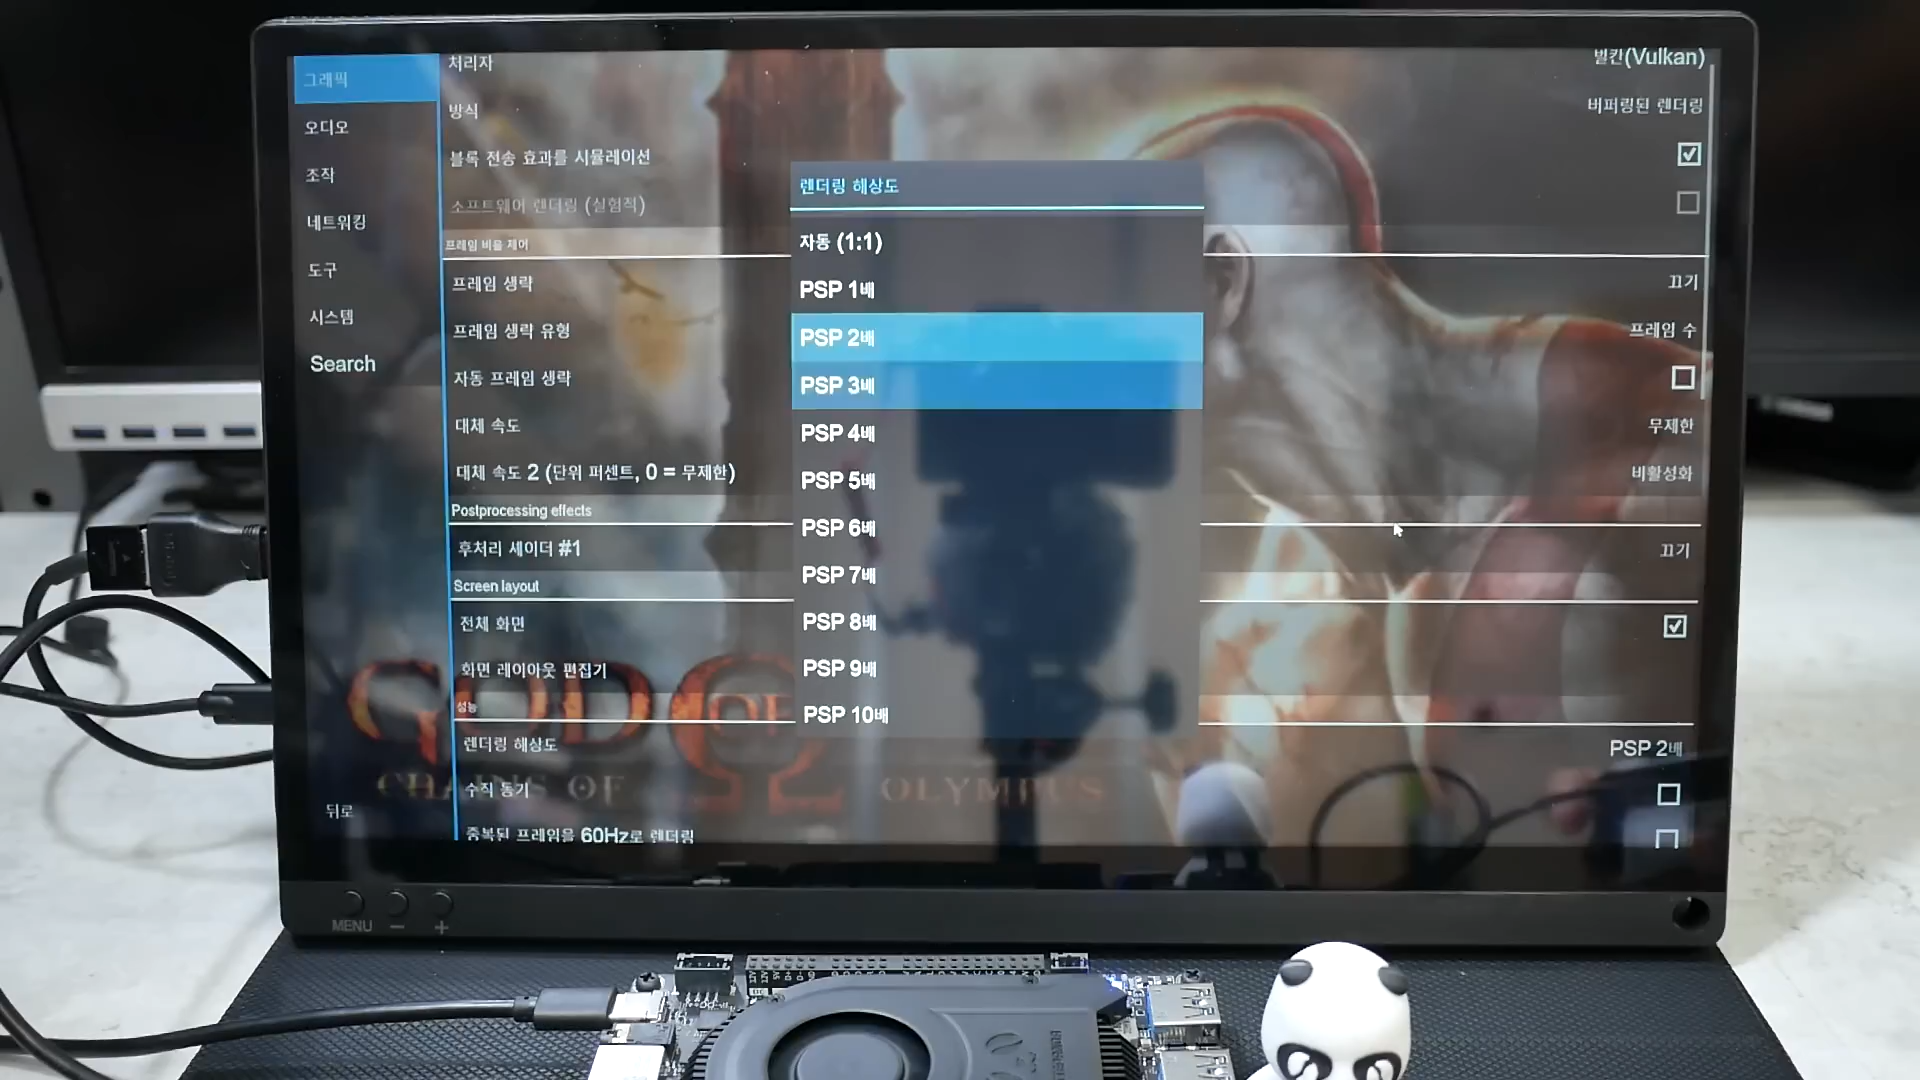 그래픽
오디오
조작
네트워킹
도구
시스템
Search
뒤로
처리자
빌칸(Vulkan)
방식
버퍼링된 렌더링
블록 전송 효과를 시뮬레이션
소프트웨어 렌더링 (실험적)
프레임 비율 제어
프레임 생략
끄기
프레임 생략 유형
프레임 수
자동 프레임 생략
대체 속도
무제한
대체 속도 2 (단위 퍼센트, 0 = 무제한)
비활성화
Postprocessing effects
후처리 셰이더 #1
끄기
Screen layout
전체 화면
화면 레이아웃 편집기
성능
렌더링 해상도
PSP 2배
수직 동기
중복된 프레임을 60Hz로 렌더링
렌더링 해상도
자동 (1:1)
PSP 1배
PSP 2배
PSP 3배
PSP 4배
PSP 5배
PSP 6배
PSP 7배
PSP 8배
PSP 9배
PSP 10배
GOD OF
CHAINS OF OLYMPUS
MENU - +